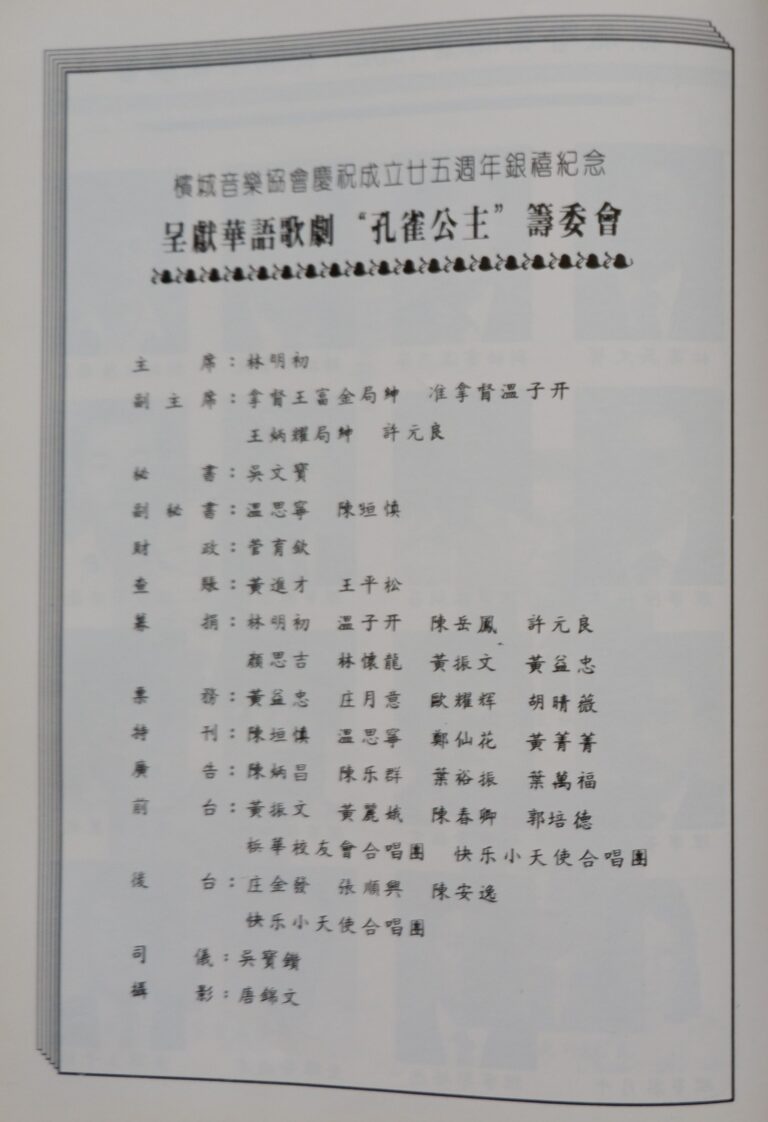 檳城音樂協會慶祝成立廿五週年銀禧紀念
呈獻華語歌劇“孔雀公主”籌委會
主席：林明初
副主席：拿督王富金局紳 准拿督溫子开
王炳耀局紳 許元良
秘書：吳文寶
副秘書：溫思寧 陳垣慎
財政：管育欽
查賬：黃進才 王平松
募捐：林明初 溫子开 陳岳鳳 許元良
顏思吉 林懷龍 黃振文 黃益忠
票務：黃益忠 庄月意 歐耀辉 胡晴薇
特刊：陳垣慎 溫思寧 鄭仙花 黃菁菁
廣告：陳炳昌 陳乐群 葉裕振 葉萬福
前台：黃振文 黃麗娥 陳春卿 郭培德
檳華校友會合唱團 快乐小天使合唱團
後台：庄金發 張順興 陳安逸
快乐小天使合唱團
司儀：吳寶鑽
攝影：唐錦文